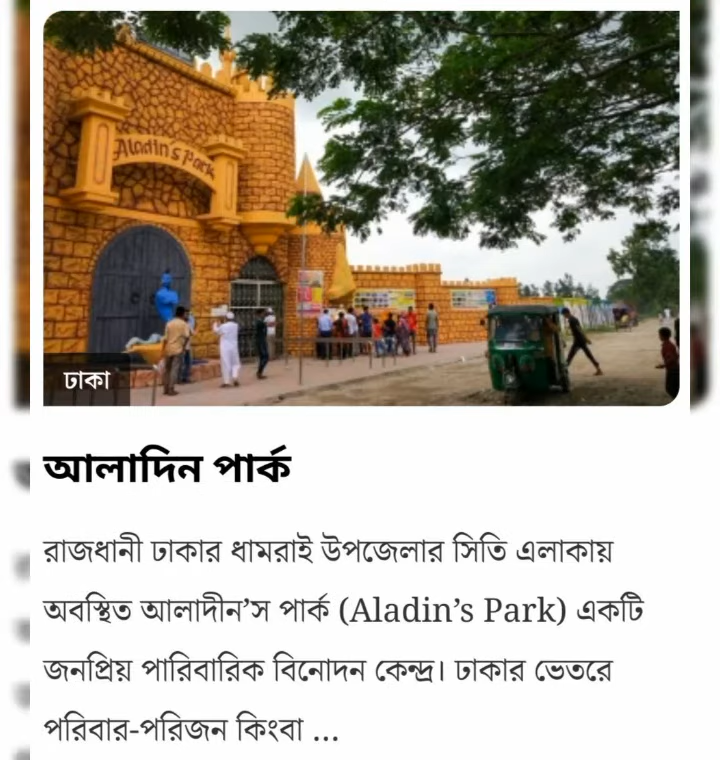 Aladin's Park
ঢাকা
আলাদিন পার্ক
রাজধানী ঢাকার ধামরাই উপজেলার সিতি এলাকায়
অবস্থিত আলাদীন’স পার্ক (Aladin’s Park) একটি
জনপ্রিয় পারিবারিক বিনোদন কেন্দ্র। ঢাকার ভেতরে
পরিবার-পরিজন কিংবা ...